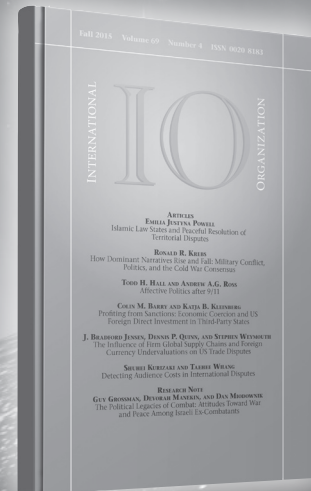 Fall 2015 Volume 69 Number 4 ISSN 0020 8183
INTERNATIONAL
IO
ORGANIZATION
ARTICLES
EMILIA JUSTYNA POWELL
Islamic Law States and Peaceful Resolution of
Territorial Disputes
RONALD R. KREBS
How Dominant Narratives Rise and Fall: Military Conflict,
Politics, and the Cold War Consensus
TODD H. HALL AND ANDREW A.G. ROSS
Affective Politics after 9/11
COLIN M. BARRY AND KATJA B. KLEINBERG
Profiting from Sanctions: Economic Coercion and US
Foreign Direct Investment in Third-Party States
J. BRADFORD JENSEN, DENNIS P. QUINN, AND STEPHEN WEYMOUTH
The Influence of Firm Global Supply Chains and Foreign
Currency Undervaluations on US Trade Disputes
SHUHEI KURIZAKI AND TAEHEE WHANG
Detecting Audience Costs in International Disputes
RESEARCH NOTE
GUY GROSSMAN, DEVORAH MANEKIN, AND DAN MIODOWNIK
The Political Legacies of Combat: Attitudes Toward War
and Peace Among Israeli Ex-Combatants